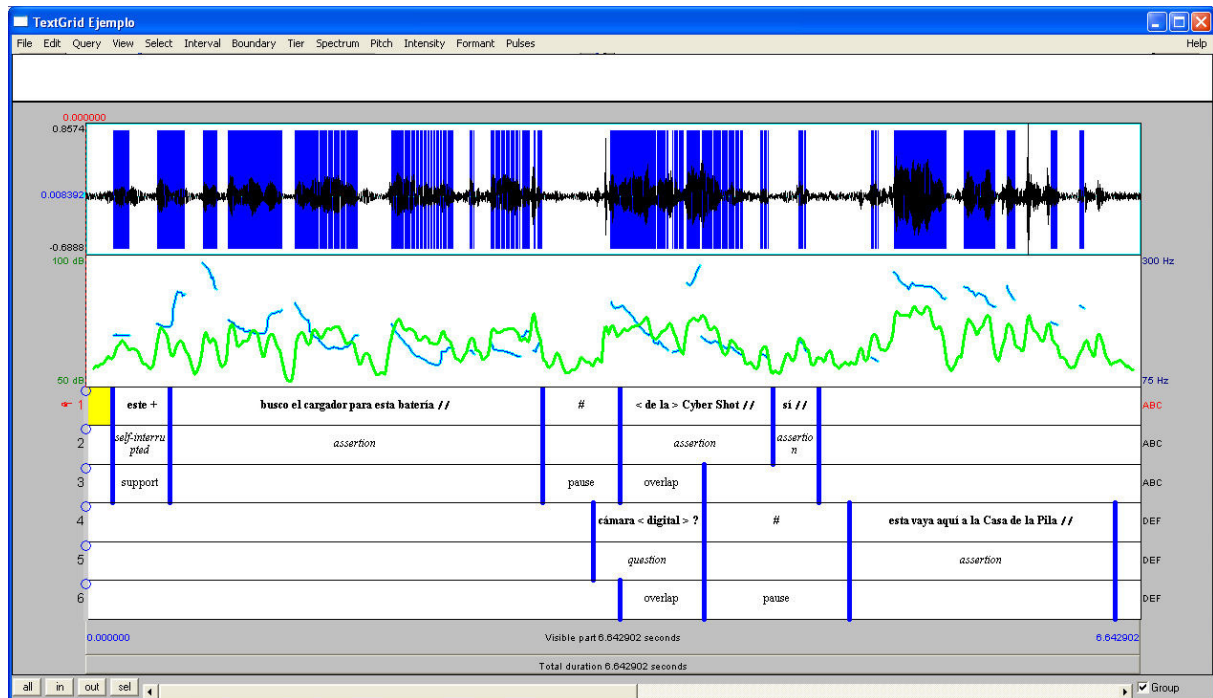 TextGrid Ejemplo
File Edit Query View Select Interval Boundary Tier Spectrum Pitch Intensity Formant Pulses Help
0.000000
0.8574
0.008392
-0.6888
100 dB 300 Hz
50 dB 75 Hz
1 este + busco el cargador para esta batería // # < de la > Cyber Shot // sí // ABC
2 self-interru
pted assertion assertion assertio
n ABC
3 support pause overlap ABC
4 cámara < digital > ? # esta vaya aquí a la Casa de la Pila // DEF
5 question assertion DEF
6 overlap pause DEF
0.000000 Visible part 6.642902 seconds 6.642902
Total duration 6.642902 seconds
all in out sel Group